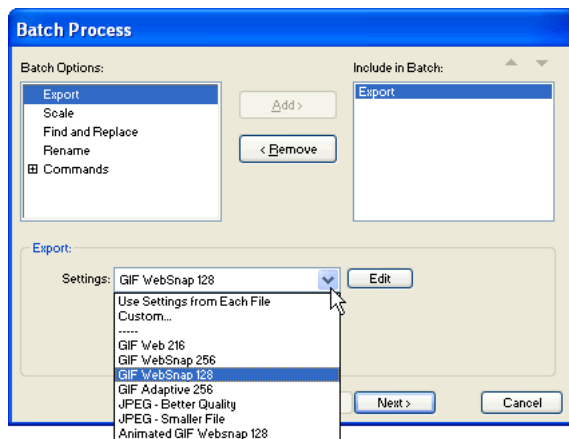 Batch Process
Batch Options:
Include in Batch:
Export
Scale
Find and Replace
Rename
Commands
Add >
< Remove
Export
Export:
Settings:
GIF WebSnap 128
Edit
Use Settings from Each File
Custom...
-----
GIF Web 216
GIF WebSnap 256
GIF WebSnap 128
GIF Adaptive 256
JPEG - Better Quality
JPEG - Smaller File
Animated GIF Websnap 128
Next >
Cancel